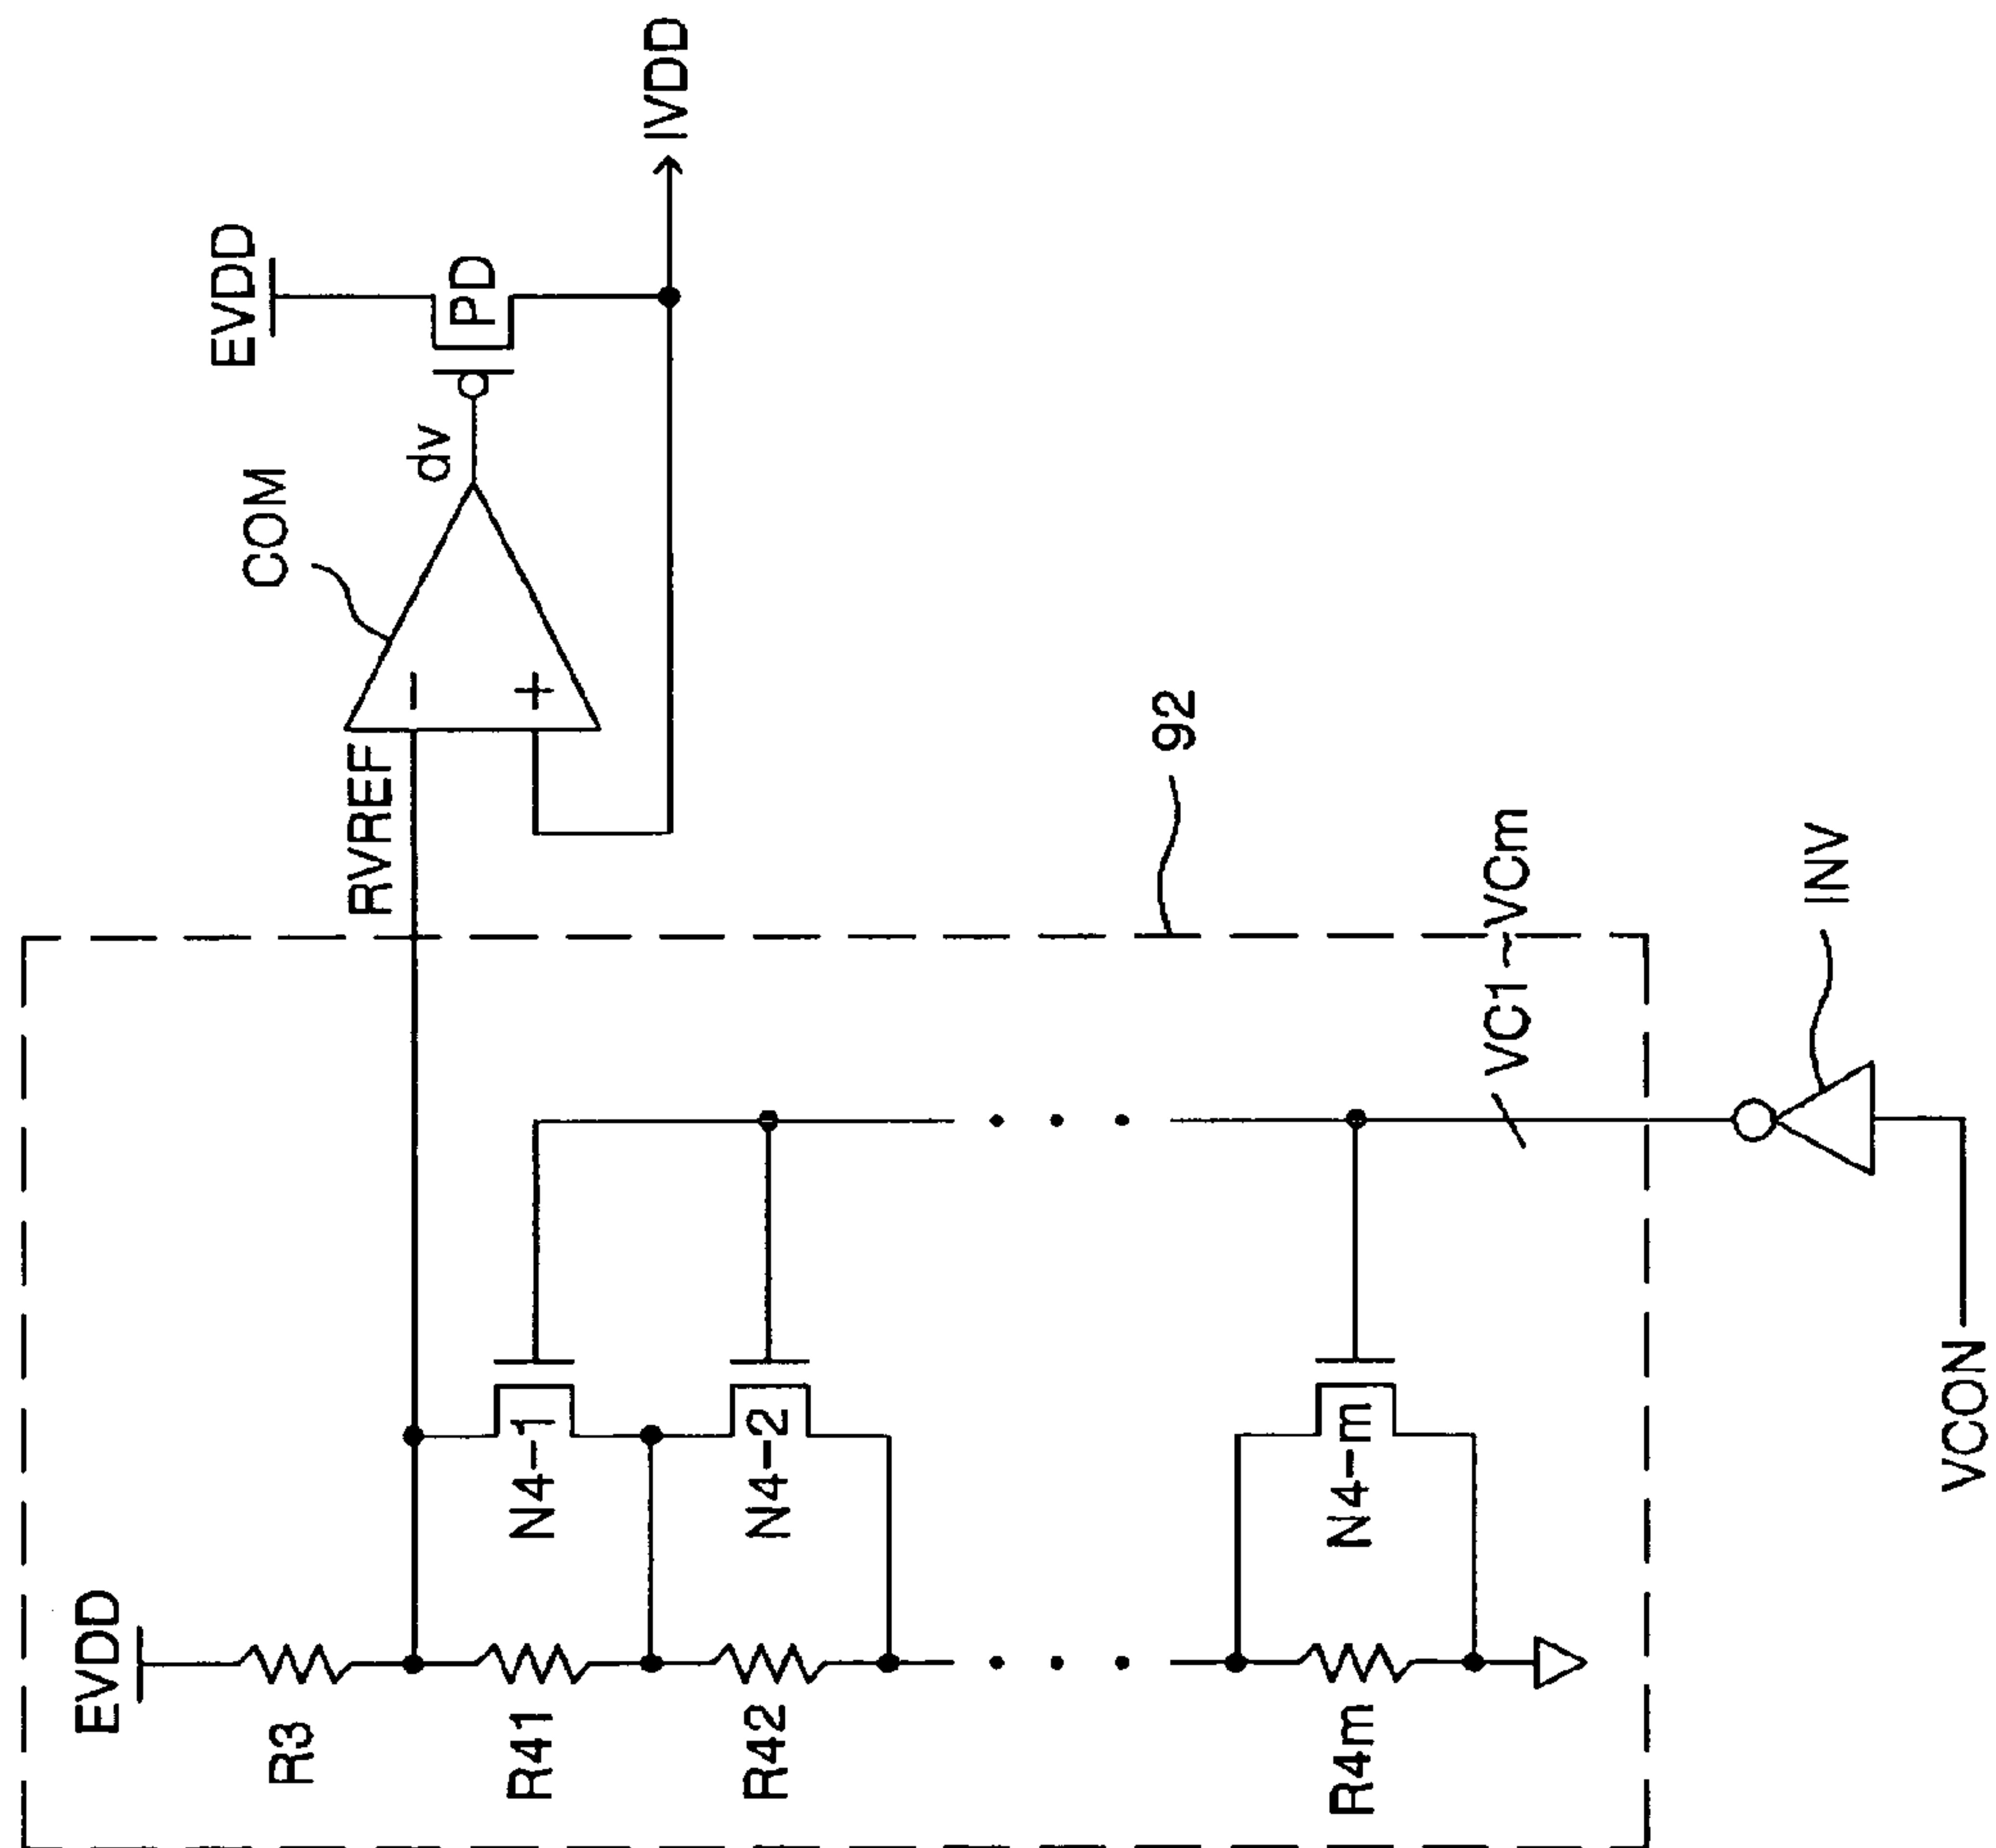 EVDD
R3
R41
R42
R4m
N4-1
N4-2
N4-m
RVREF
COM
-
+
dv
EVDD
PD
IVDD
92
VC1~VCm
INV
VCON